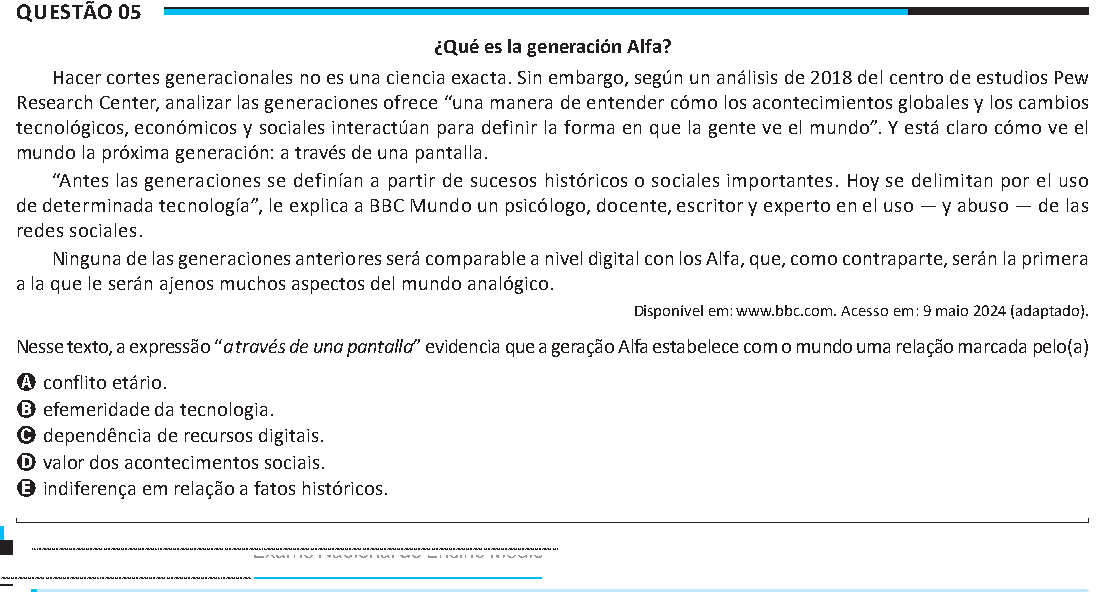 QUESTÃO 05
¿Qué es la generación Alfa?
Hacer cortes generacionales no es una ciencia exacta. Sin embargo, según un análisis de 2018 del centro de estudios Pew
Research Center, analizar las generaciones ofrece “una manera de entender cómo los acontecimientos globales y los cambios
tecnológicos, económicos y sociales interactúan para definir la forma en que la gente ve el mundo”. Y está claro cómo ve el
mundo la próxima generación: a través de una pantalla.
“Antes las generaciones se definían a partir de sucesos históricos o sociales importantes. Hoy se delimitan por el uso
de determinada tecnología”, le explica a BBC Mundo un psicólogo, docente, escritor y experto en el uso — y abuso — de las
redes sociales.
Ninguna de las generaciones anteriores será comparable a nivel digital con los Alfa, que, como contraparte, serán la primera
a la que le serán ajenos muchos aspectos del mundo analógico.
Disponível em: www.bbc.com. Acesso em: 9 maio 2024 (adaptado).
Nesse texto, a expressão “através de una pantalla” evidencia que a geração Alfa estabelece com o mundo uma relação marcada pelo(a)
A conflito etário.
B efemeridade da tecnologia.
C dependência de recursos digitais.
D valor dos acontecimentos sociais.
E indiferença em relação a fatos históricos.